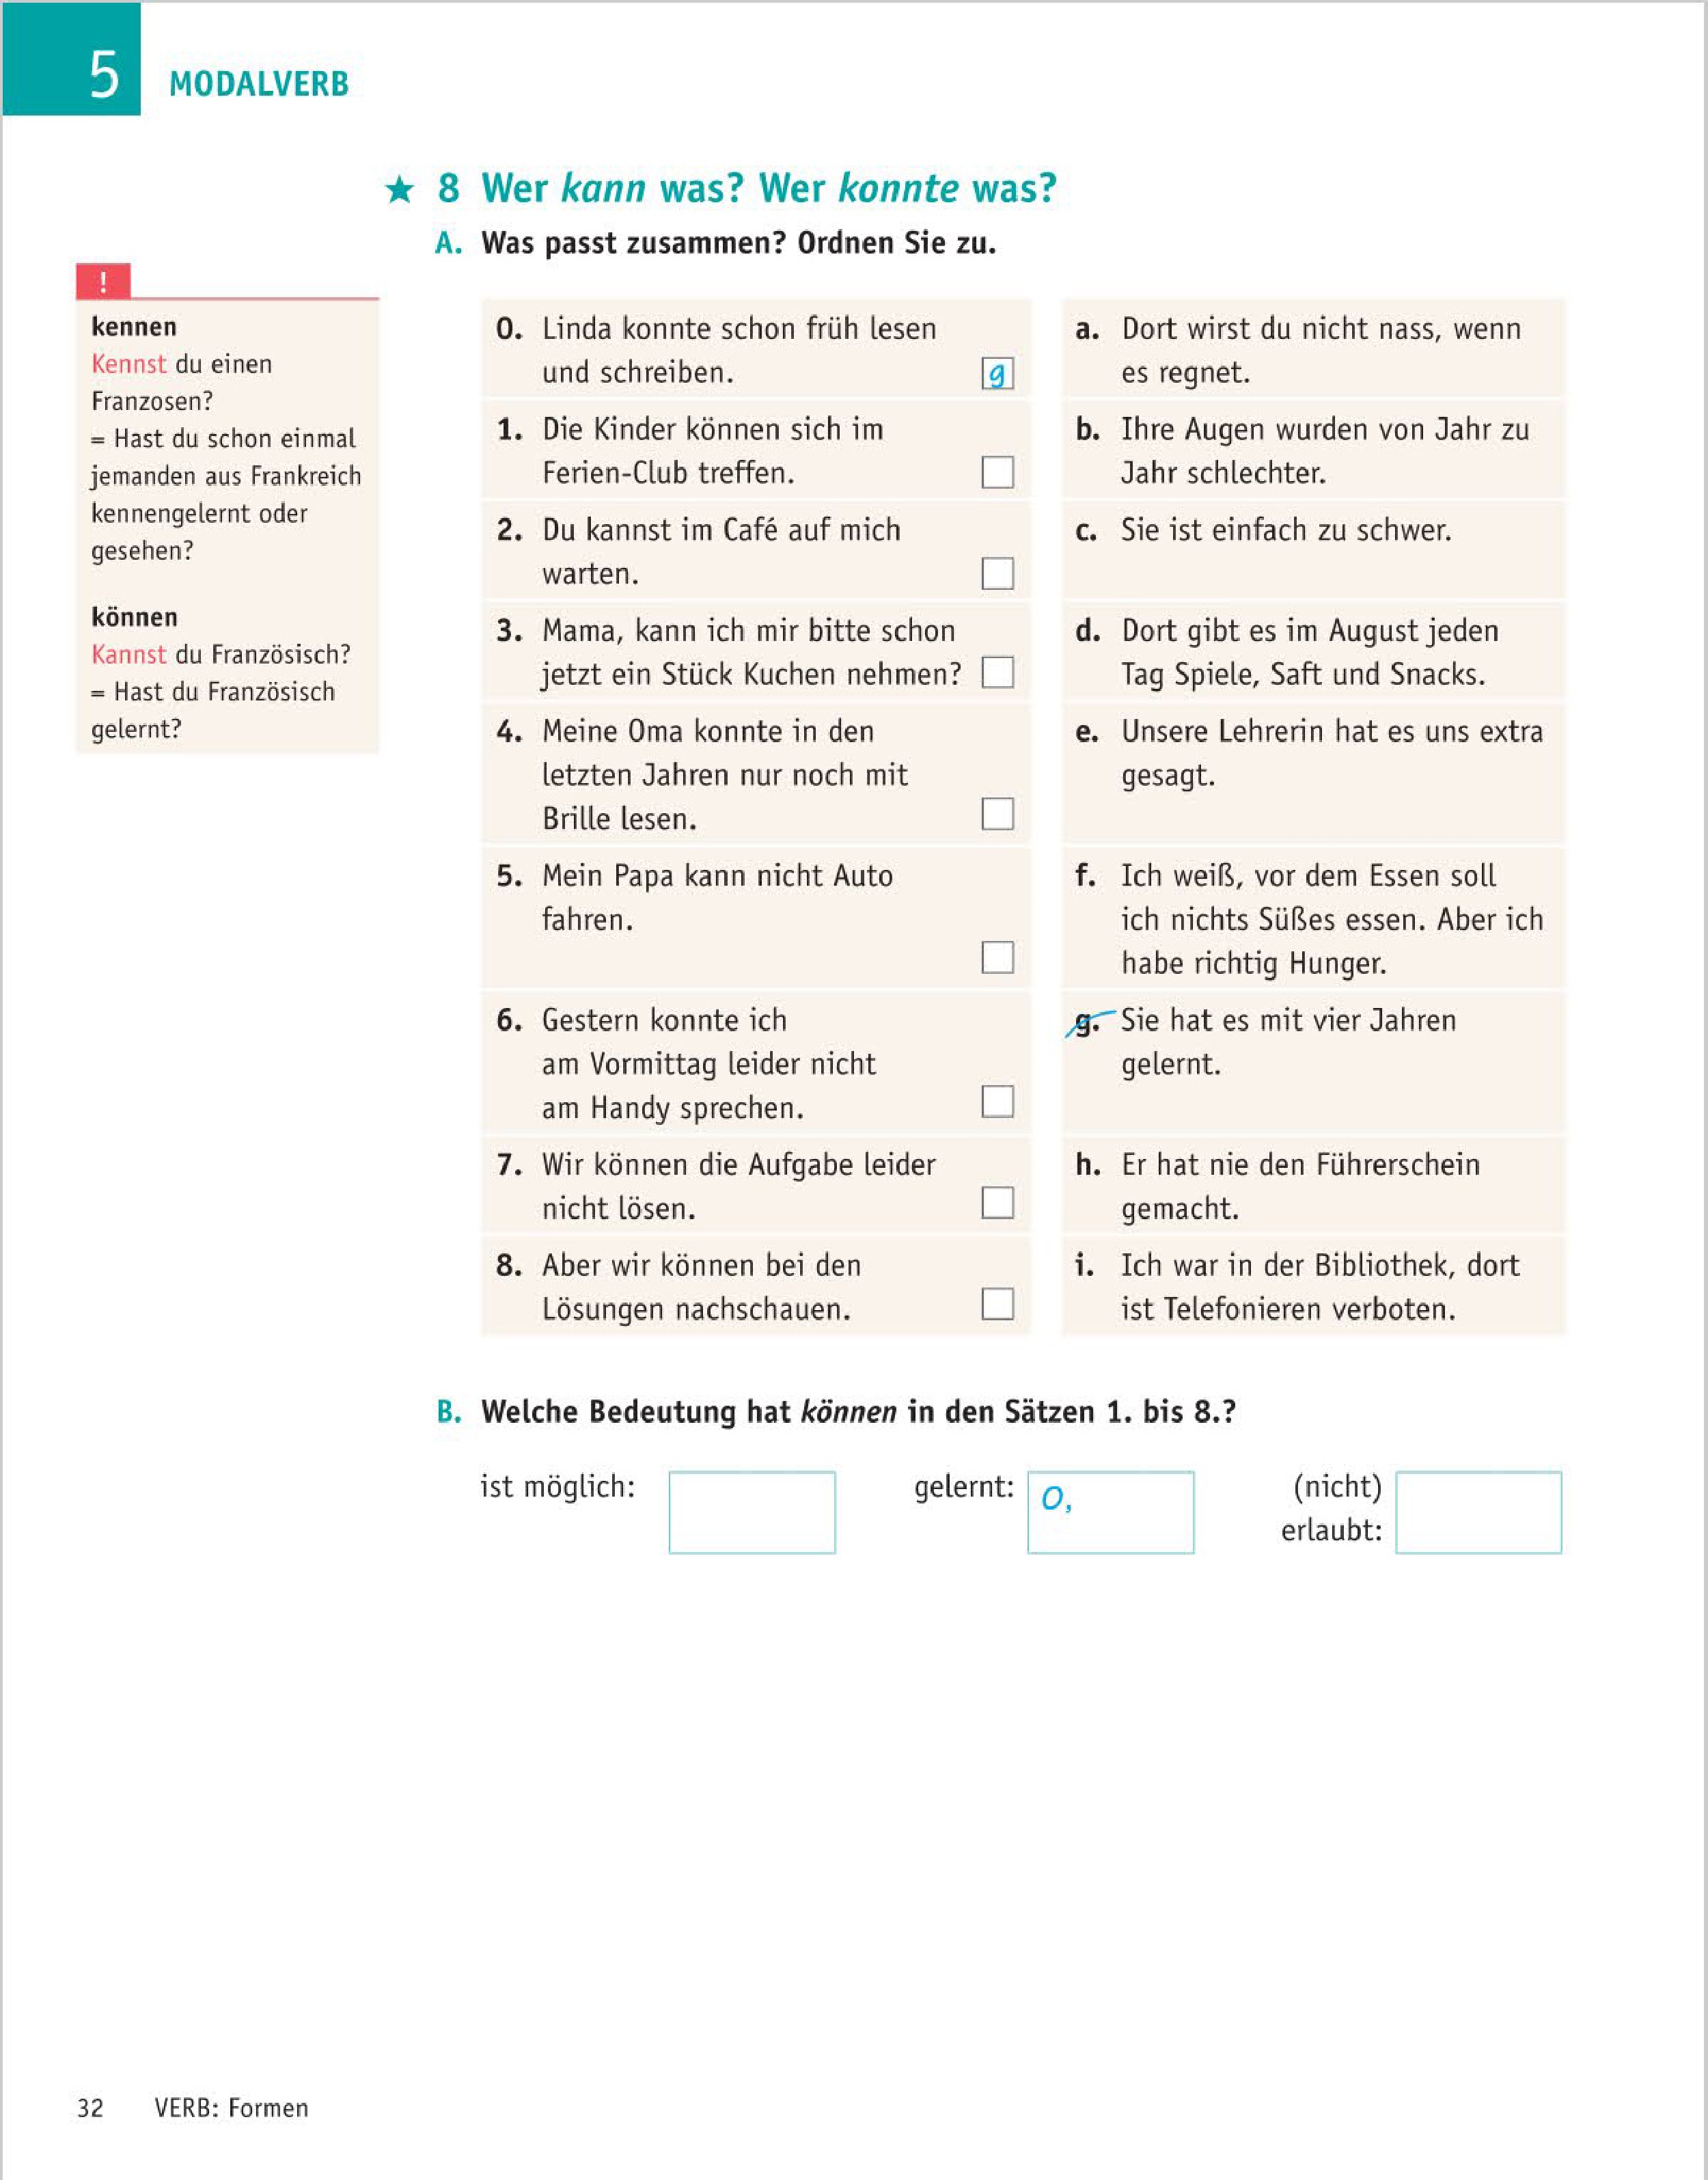 5 MODALVERB
★ 8 Wer kann was? Wer konnte was?
A. Was passt zusammen? Ordnen Sie zu.
!
kennen
Kennst du einen
Franzosen?
= Hast du schon einmal
jemanden aus Frankreich
kennengelernt oder
gesehen?
können
Kannst du Französisch?
= Hast du Französisch
gelernt?
0. Linda konnte schon früh lesen
und schreiben. g
1. Die Kinder können sich im
Ferien-Club treffen.
2. Du kannst im Café auf mich
warten.
3. Mama, kann ich mir bitte schon
jetzt ein Stück Kuchen nehmen?
4. Meine Oma konnte in den
letzten Jahren nur noch mit
Brille lesen.
5. Mein Papa kann nicht Auto
fahren.
6. Gestern konnte ich
am Vormittag leider nicht
am Handy sprechen.
7. Wir können die Aufgabe leider
nicht lösen.
8. Aber wir können bei den
Lösungen nachschauen.
a. Dort wirst du nicht nass, wenn
es regnet.
b. Ihre Augen wurden von Jahr zu
Jahr schlechter.
c. Sie ist einfach zu schwer.
d. Dort gibt es im August jeden
Tag Spiele, Saft und Snacks.
e. Unsere Lehrerin hat es uns extra
gesagt.
f. Ich weiß, vor dem Essen soll
ich nichts Süßes essen. Aber ich
habe richtig Hunger.
g. Sie hat es mit vier Jahren
gelernt.
h. Er hat nie den Führerschein
gemacht.
i. Ich war in der Bibliothek, dort
ist Telefonieren verboten.
B. Welche Bedeutung hat können in den Sätzen 1. bis 8.?
ist möglich:
gelernt: 0,
(nicht)
erlaubt:
32 VERB: Formen